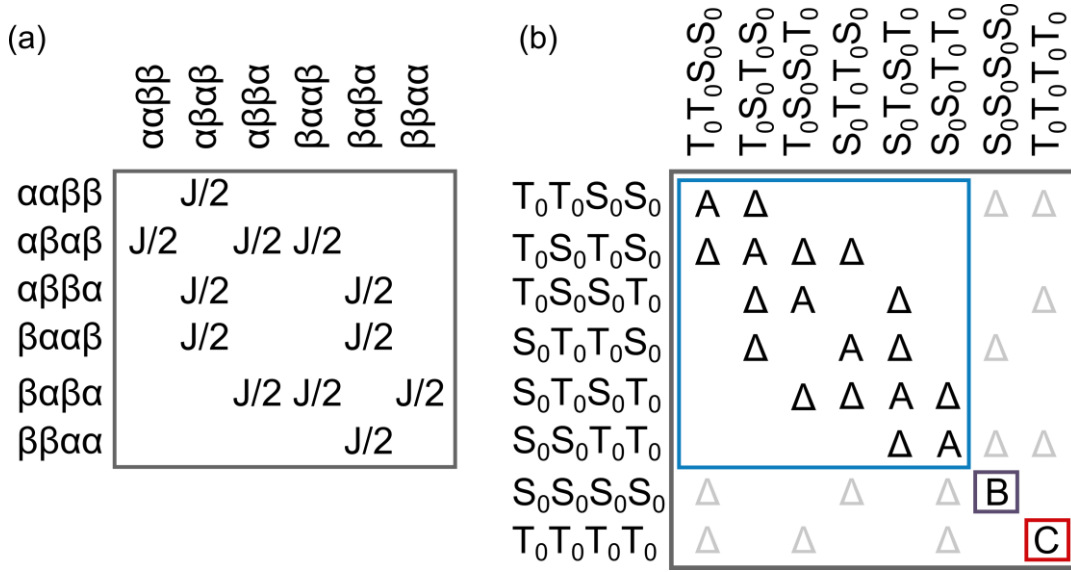 (a)
ααββ αβαβ αββα βααβ βαβα ββαα
ααββ J/2
αβαβ J/2 J/2 J/2
αββα J/2 J/2
βααβ J/2 J/2
βαβα J/2 J/2 J/2
ββαα J/2
(b)
T₀T₀S₀S₀ T₀S₀T₀S₀ T₀S₀S₀T₀ S₀T₀T₀S₀ S₀T₀S₀T₀ S₀S₀T₀T₀ S₀S₀S₀S₀ T₀T₀T₀T₀
T₀T₀S₀S₀ A Δ Δ Δ
T₀S₀T₀S₀ Δ A Δ Δ
T₀S₀S₀T₀ Δ A Δ Δ
S₀T₀T₀S₀ Δ A Δ Δ
S₀T₀S₀T₀ Δ Δ A Δ
S₀S₀T₀T₀ Δ A Δ Δ
S₀S₀S₀S₀ Δ Δ Δ B
T₀T₀T₀T₀ Δ Δ Δ C